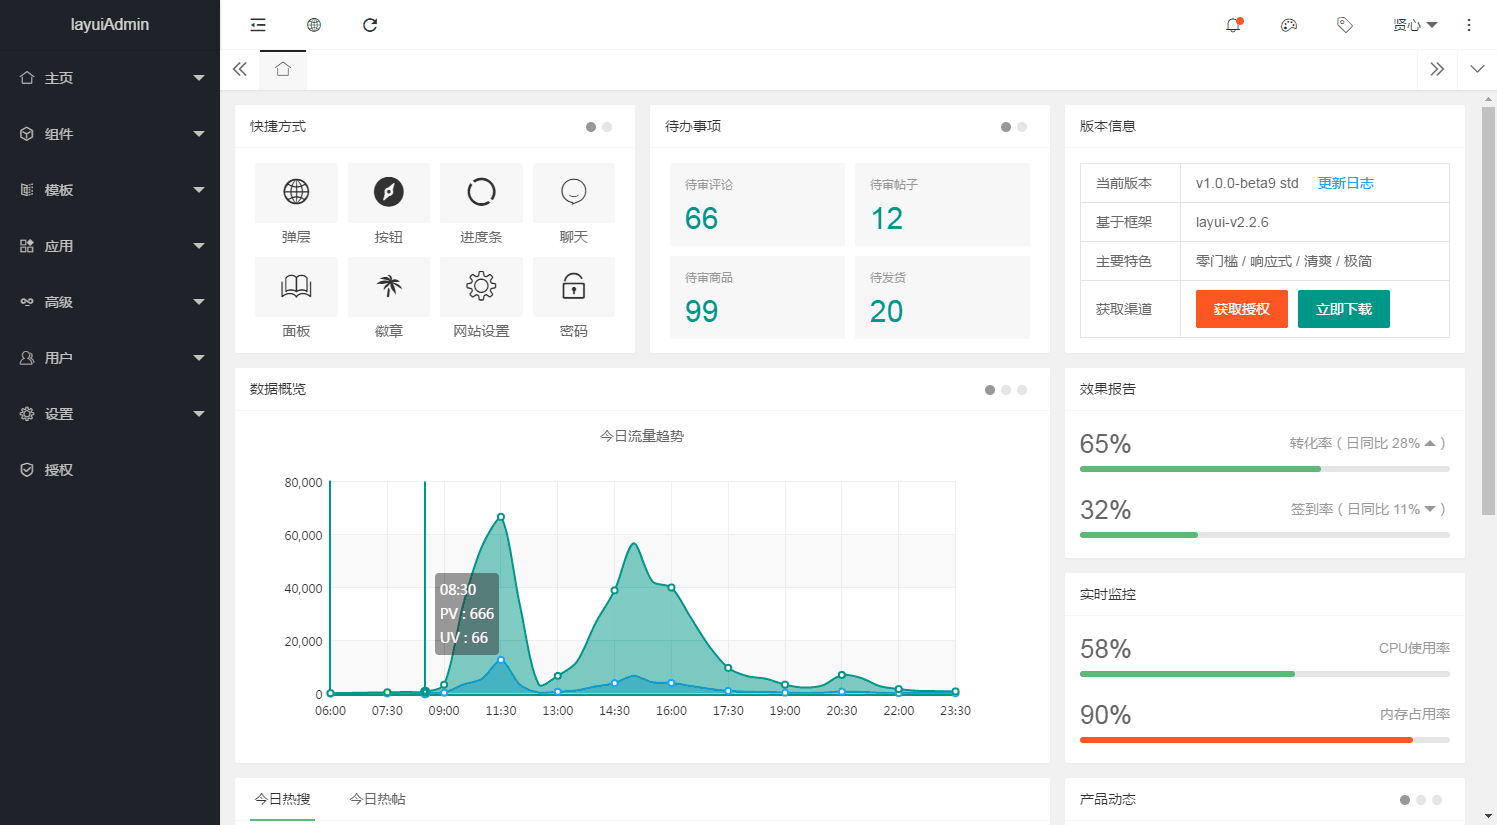 layuiAdmin
贤心
主页
组件
模板
应用
高级
用户
设置
授权
快捷方式
弹层
按钮
进度条
聊天
面板
徽章
网站设置
密码
待办事项
待审评论
66
待审帖子
12
待审商品
99
待发货
20
版本信息
当前版本 v1.0.0-beta9 std 更新日志
基于框架 layui-v2.2.6
主要特色 零门槛 / 响应式 / 清爽 / 极简
获取渠道 获取授权 立即下载
数据概览
今日流量趋势
80,000
60,000
40,000
20,000
0
08:30
PV : 666
UV : 66
06:00 07:30 09:00 11:30 13:00 14:30 16:00 17:30 19:00 20:30 22:00 23:30
效果报告
65% 转化率 ( 日同比 28% )
32% 签到率 ( 日同比 11% )
实时监控
58% CPU使用率
90% 内存占用率
今日热搜 今日热帖
产品动态